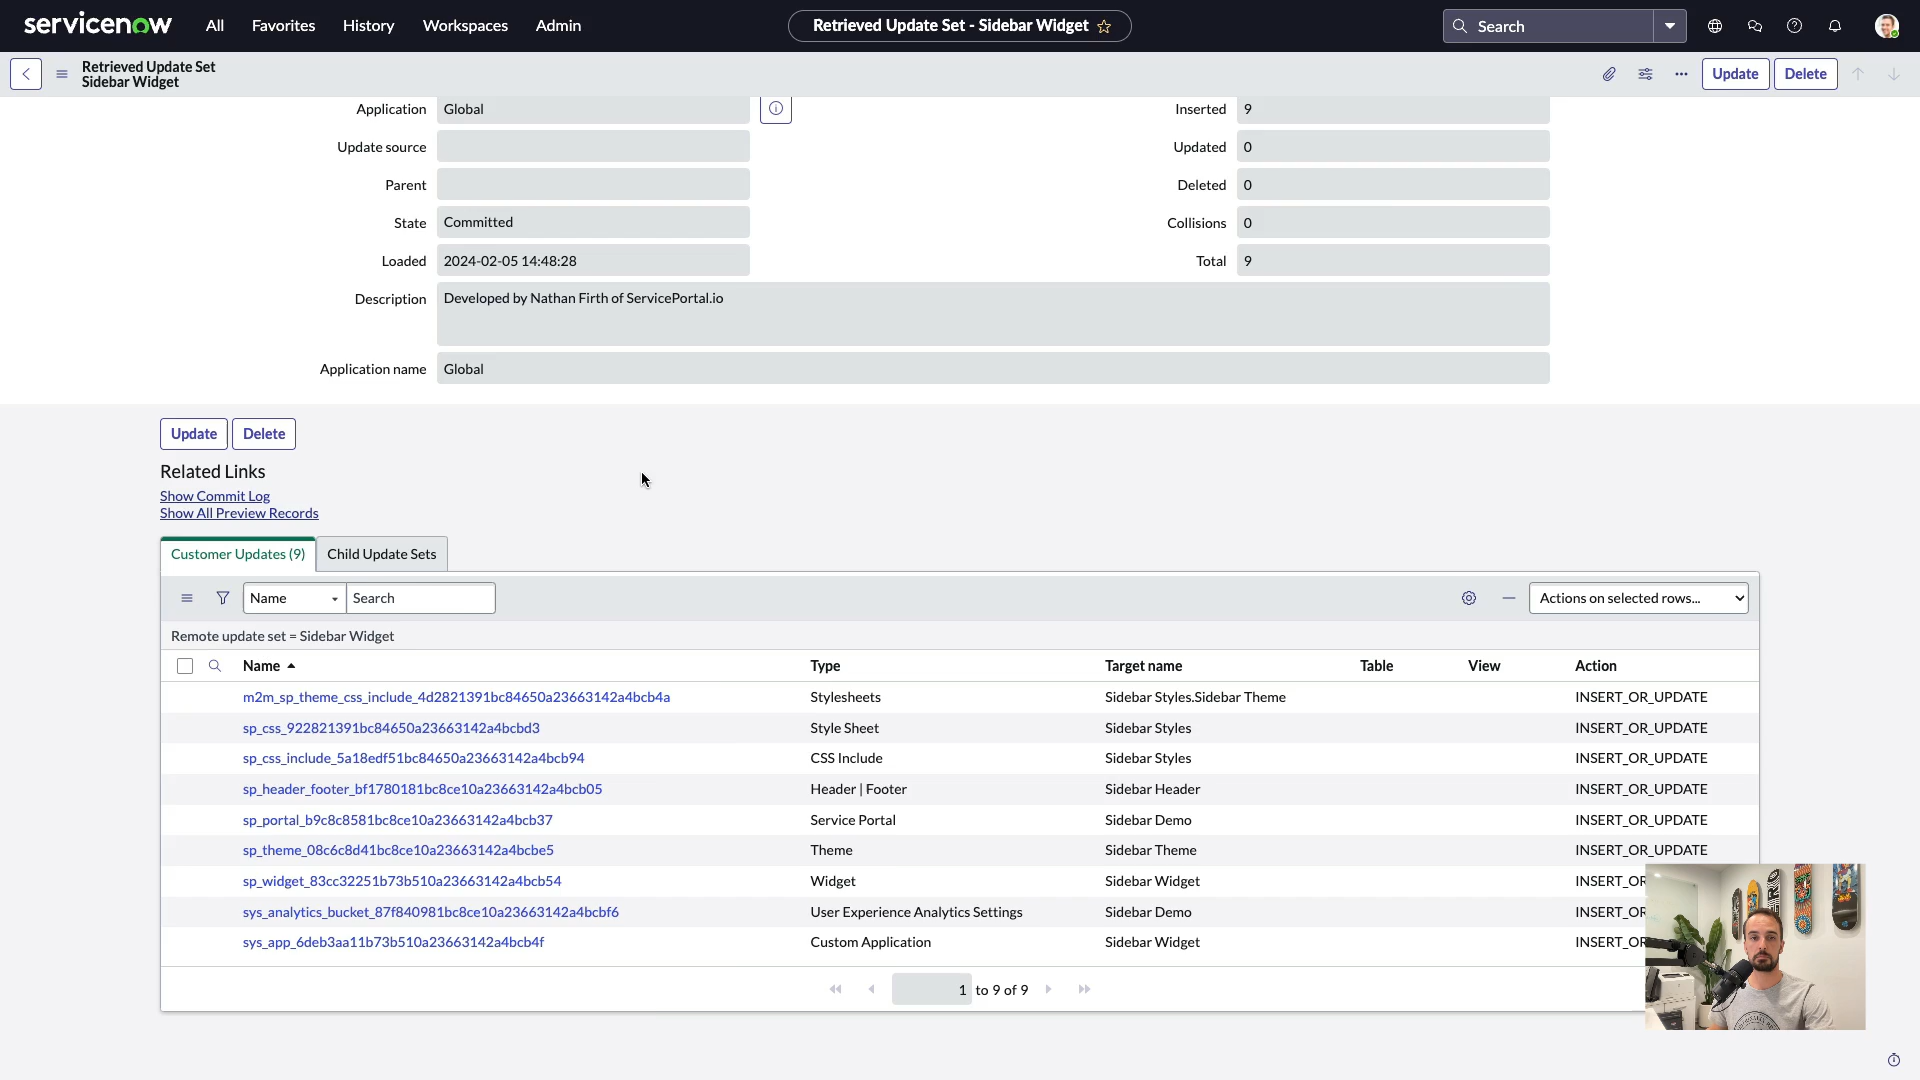 servicenow All Favorites History Workspaces Admin Retrieved Update Set - Sidebar Widget Search
Retrieved Update Set
Sidebar Widget
Update Delete
Application Global Inserted 9
Update source Updated 0
Parent Deleted 0
State Committed Collisions 0
Loaded 2024-02-05 14:48:28 Total 9
Description Developed by Nathan Firth of ServicePortal.io
Application name Global
Update Delete
Related Links
Show Commit Log
Show All Preview Records
Customer Updates (9) Child Update Sets
Name Search Actions on selected rows...
Remote update set = Sidebar Widget
Name Type Target name Table View Action
m2m_sp_theme_css_include_4d2821391bc84650a23663142a4bcb4a Stylesheets Sidebar Styles.Sidebar Theme INSERT_OR_UPDATE
sp_css_922821391bc84650a23663142a4bcbd3 Style Sheet Sidebar Styles INSERT_OR_UPDATE
sp_css_include_5a18edf51bc84650a23663142a4bcb94 CSS Include Sidebar Styles INSERT_OR_UPDATE
sp_header_footer_bf1780181bc8ce10a23663142a4bcb05 Header | Footer Sidebar Header INSERT_OR_UPDATE
sp_portal_b9c8c8581bc8ce10a23663142a4bcb37 Service Portal Sidebar Demo INSERT_OR_UPDATE
sp_theme_08c6c8d41bc8ce10a23663142a4bcbe5 Theme Sidebar Theme INSERT_OR_UPDATE
sp_widget_83cc32251b73b510a23663142a4bcb54 Widget Sidebar Widget INSERT_OR
sys_analytics_bucket_87f840981bc8ce10a23663142a4bcbf6 User Experience Analytics Settings Sidebar Demo INSERT_OR
sys_app_6deb3aa11b73b510a23663142a4bcb4f Custom Application Sidebar Widget INSERT_OR
1 to 9 of 9